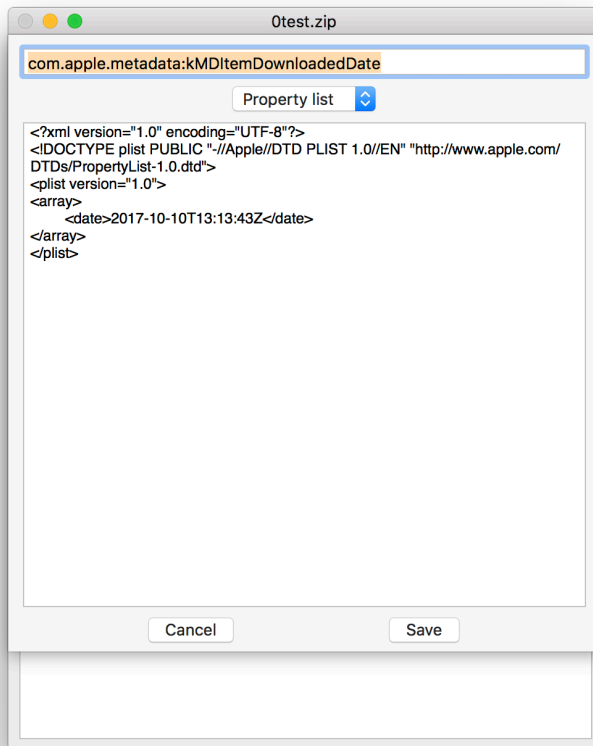 0test.zip
com.apple.metadata:kMDItemDownloadedDate
Property list
<?xml version="1.0" encoding="UTF-8"?>
<!DOCTYPE plist PUBLIC "-//Apple//DTD PLIST 1.0//EN" "http://www.apple.com/
DTDs/PropertyList-1.0.dtd">
<plist version="1.0">
<array>
	<date>2017-10-10T13:13:43Z</date>
</array>
</plist>
Cancel Save